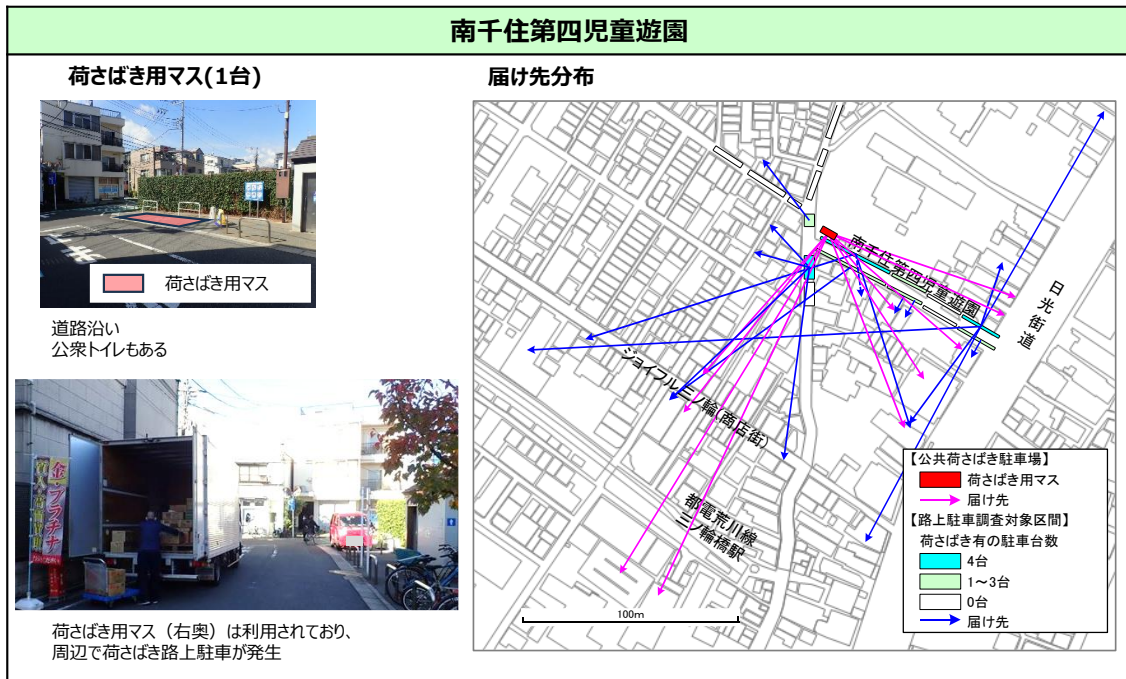 南千住第四児童遊園
荷さばき用マス(1台)
荷さばき用マス
道路沿い
公衆トイレもある
荷さばき用マス（右奥）は利用されており、
周辺で荷さばき路上駐車が発生
届け先分布
南千住第四児童遊園
日光街道
ジョイフル三ノ輪(商店街)
都電荒川線
三ノ輪橋駅
100m
【公共荷さばき駐車場】
荷さばき用マス
届け先
【路上駐車調査対象区間】
荷さばき有の駐車台数
4台
1～3台
0台
届け先